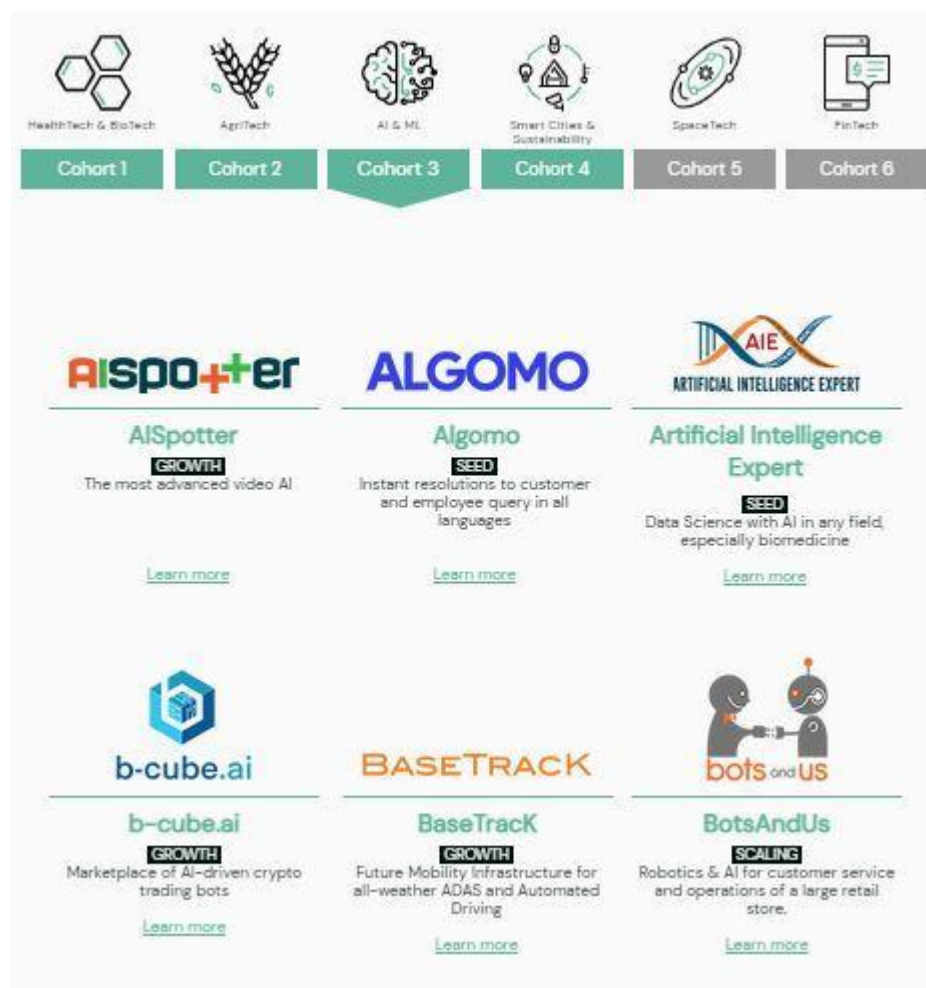 HealthTech & BioTech
AgriTech
AI & ML
Smart Cities &
Sustainability
SpaceTech
FinTech
Cohort 1
Cohort 2
Cohort 3
Cohort 4
Cohort 5
Cohort 6
AISpotter
ALGOMO
AIE
ARTIFICIAL INTELLIGENCE EXPERT
AISpotter
GROWTH
The most advanced video AI
Learn more
Algomo
SEED
Instant resolutions to customer
and employee query in all
languages
Learn more
Artificial Intelligence
Expert
SEED
Data Science with AI in any field,
especially biomedicine
Learn more
b-cube.ai
BASETRACK
bots and US
b-cube.ai
GROWTH
Marketplace of AI-driven crypto
trading bots
Learn more
BaseTracK
GROWTH
Future Mobility Infrastructure for
all-weather ADAS and Automated
Driving
Learn more
BotsAndUs
SCALING
Robotics & AI for customer service
and operations of a large retail
store.
Learn more